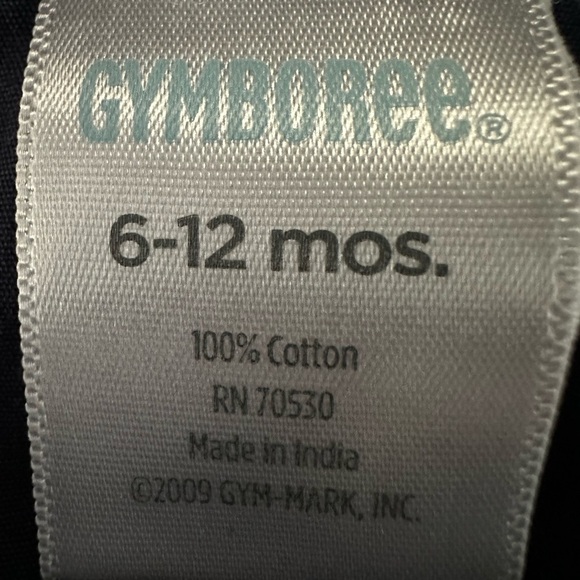 GYMBOREE®
6-12 mos.
100% Cotton
RN 70530
Made in India
©2009 GYM-MARK, INC.